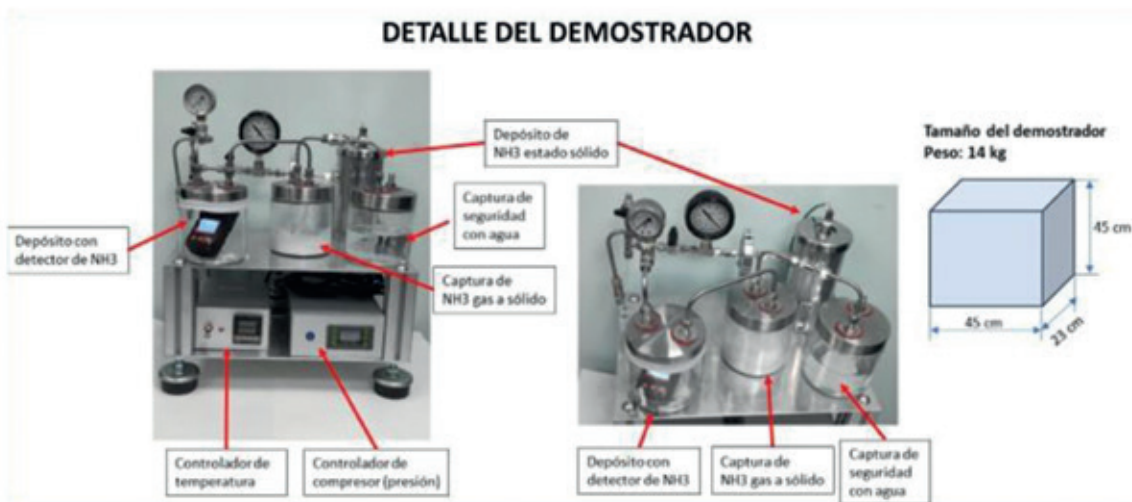 DETALLE DEL DEMOSTRADOR
Depósito de
NH3 estado sólido
Tamaño del demostrador
Peso: 14 kg
Captura de
seguridad
con agua
Depósito con
detector de NH3
Captura de
NH3 gas a sólido
45 cm
45 cm
23 cm
Controlador de
temperatura
Controlador de
compresor (presión)
Depósito con
detector de NH3
Captura de
NH3 gas a sólido
Captura de
seguridad
con agua